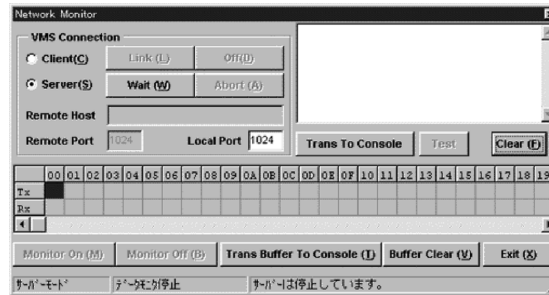 Network Monitor
VMS Connection
Client(C) Link (L) Off(D)
Server(S) Wait (W) Abort (A)
Remote Host
Remote Port 1024 Local Port 1024
Trans To Console Test Clear (F)
00 01 02 03 04 05 06 07 08 09 0A 0B 0C 0D 0E 0F 10 11 12 13 14 15 16 17 18 19
Tx
Rx
Monitor On (M) Monitor Off (B) Trans Buffer To Console (T) Buffer Clear (V) Exit (X)
ｻｰﾊﾞｰﾓｰﾄﾞ ﾃﾞｰﾀﾓﾆﾀ停止 ｻｰﾊﾞｰは停止しています。